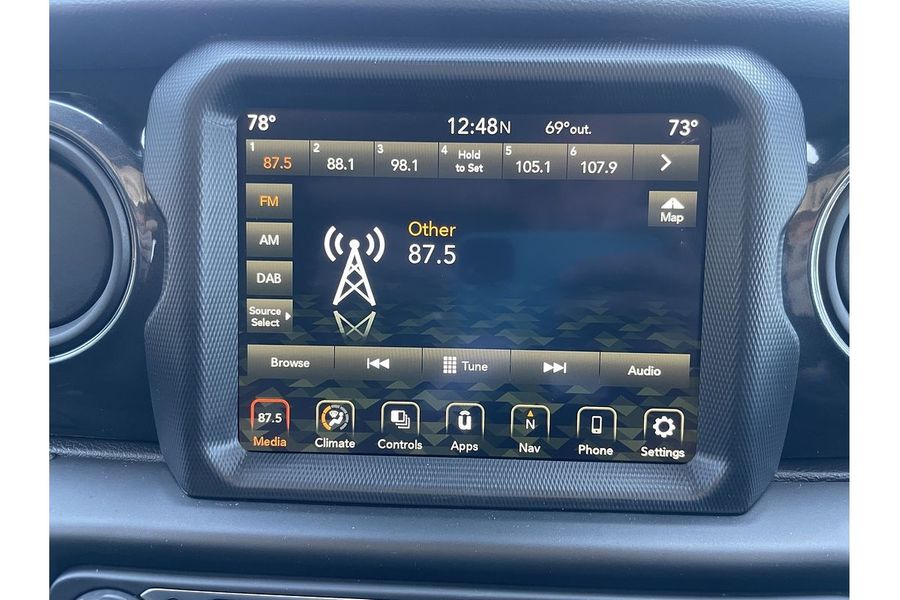 78° 12:48 N 69° out. 73°
1 87.5 2 88.1 3 98.1 4 Hold to Set 5 105.1 6 107.9
FM
Map
Other
87.5
AM
DAB
Source
Select
Browse Tune Audio
87.5 N
Media Climate Controls Apps Nav Phone Settings